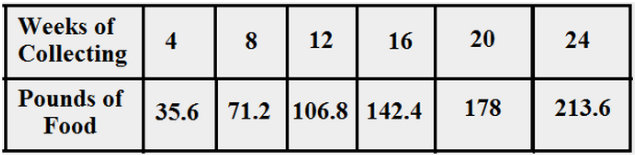 Weeks of
Collecting 4 8 12 16 20 24
Pounds of
Food 35.6 71.2 106.8 142.4 178 213.6